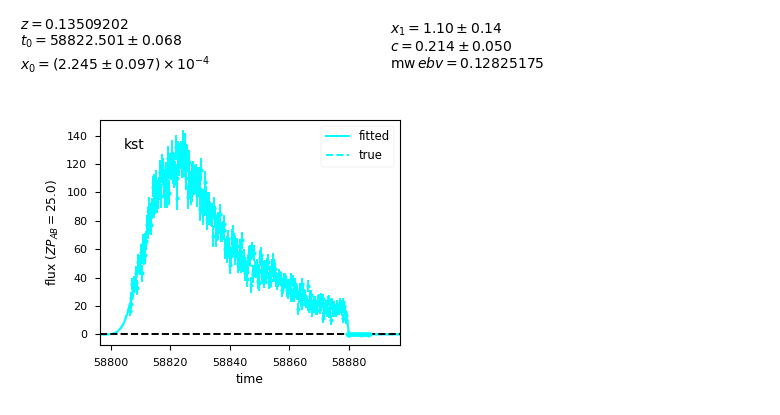 z = 0.13509202
t₀ = 58822.501 ± 0.068
x₀ = (2.245 ± 0.097) × 10⁻⁴
x₁ = 1.10 ± 0.14
c = 0.214 ± 0.050
mw ebv = 0.12825175
kst
fitted
true
flux (ZP_AB = 25.0)
140
120
100
80
60
40
20
0
58800 58820 58840 58860 58880
time